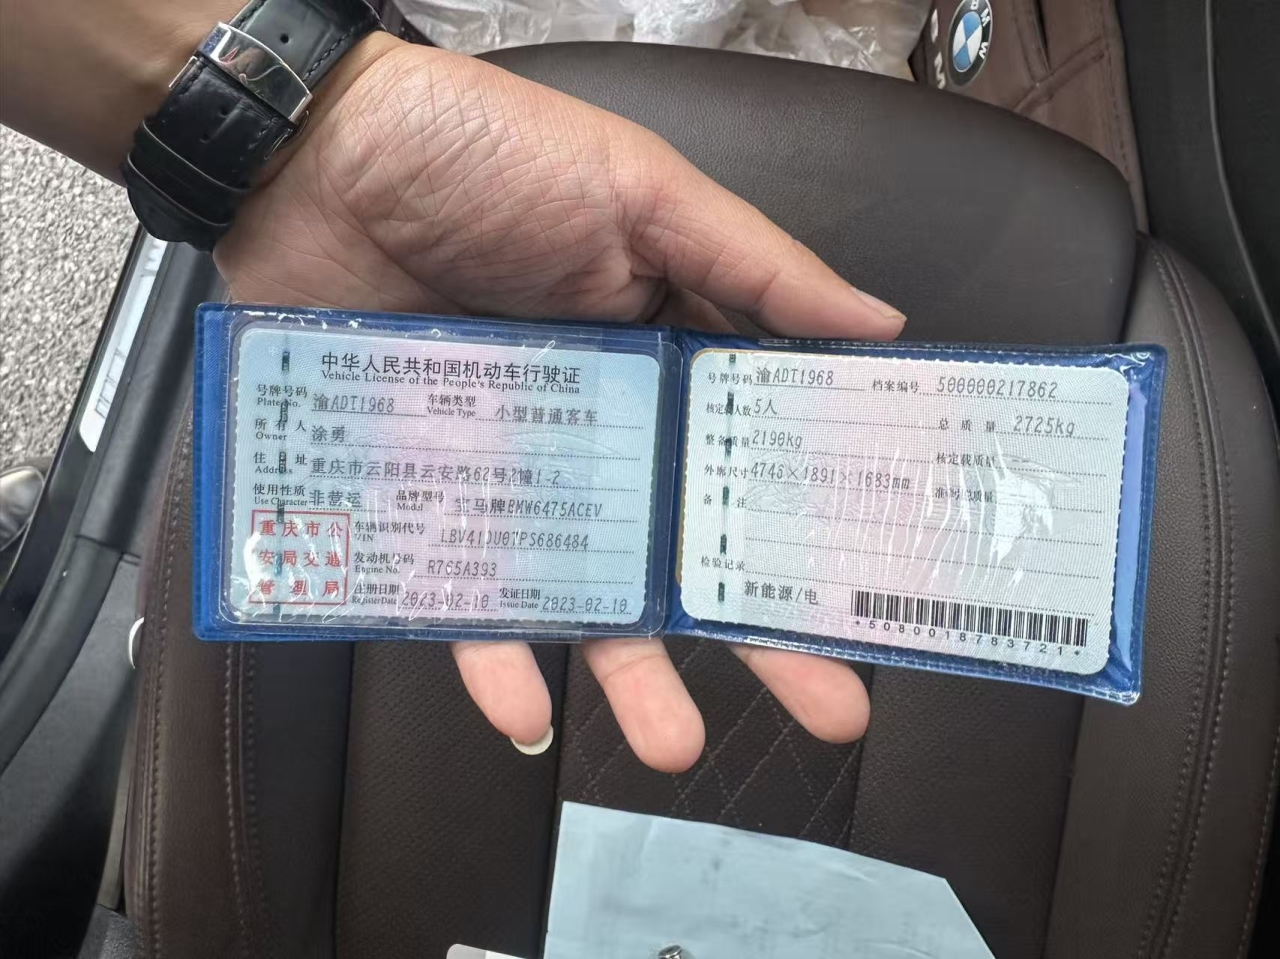 中华人民共和国机动车行驶证
Vehicle License of the People's Republic of China
号牌号码 渝ADT1968 车辆类型 小型普通客车
Plate No. Vehicle Type
所有人 涂勇
Owner
住址 重庆市云阳县云安路62号2幢1-2
Address
使用性质 非营运 品牌型号 宝马牌BMW6475ACEV
Use Character Model
重庆市公
安局交通
管理局
车辆识别代号
VIN
发动机号码 R765A393
Engine No.
注册日期 2023-02-10 发证日期 2023-02-10
Register Date Issue Date
号牌号码 渝ADT1968 档案编号 500000217862
核定载人数 5人 总质量 2725kg
整备质量 2190kg 核定载质量
外廓尺寸 4746×1891×1683mm 准牵引总质量
备注
检验记录
新能源/电
*5080018783721*
BMW